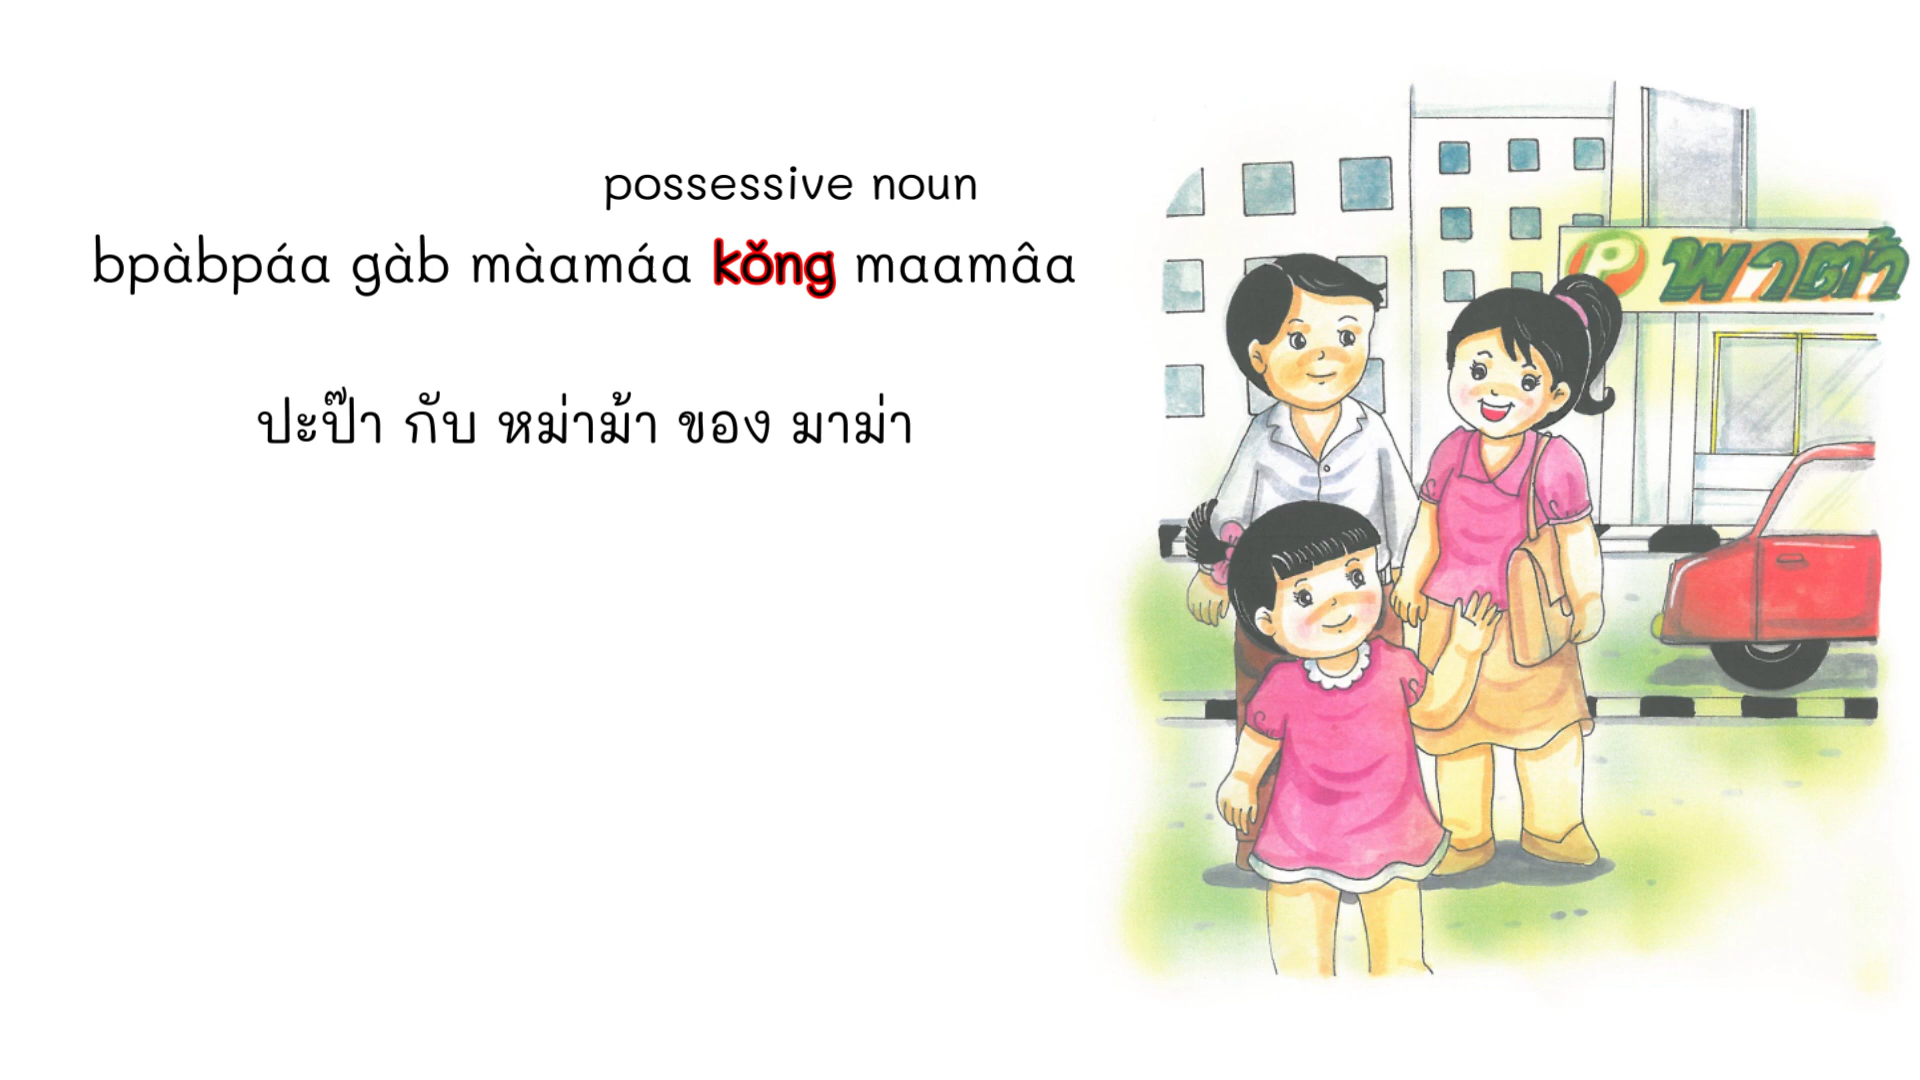 possessive noun
bpàbpáa gàb màamáa kǒng maamâa
ปะป๊า กับ หม่าม้า ของ มาม่า
P พาต้า